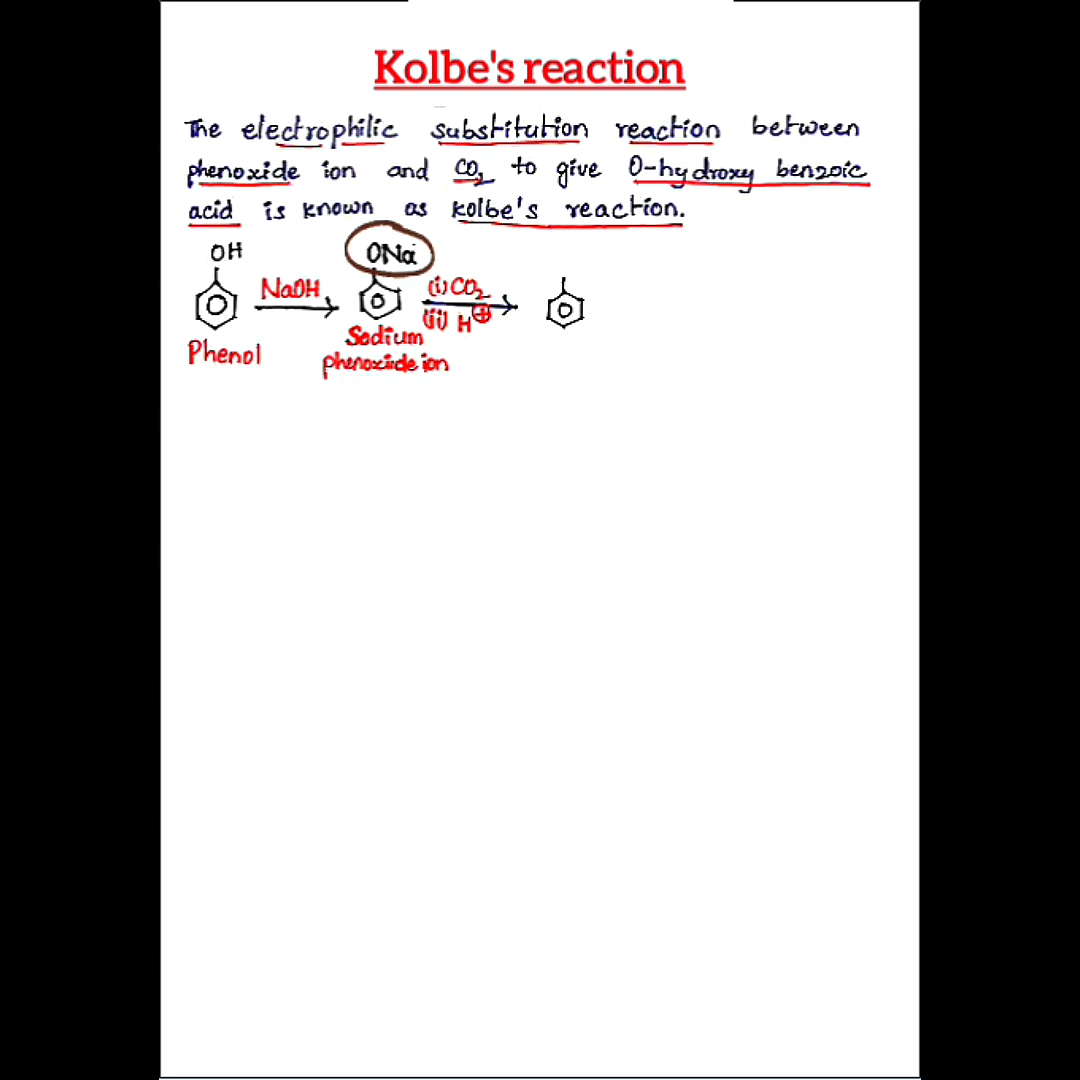 Kolbe's reaction
The electrophilic substitution reaction between
phenoxide ion and CO2 to give O-hydroxy benzoic
acid is known as kolbe's reaction.
OH
ONa
NaOH
(i) CO2
(ii) H⊕
Phenol
Sodium
phenoxide ion